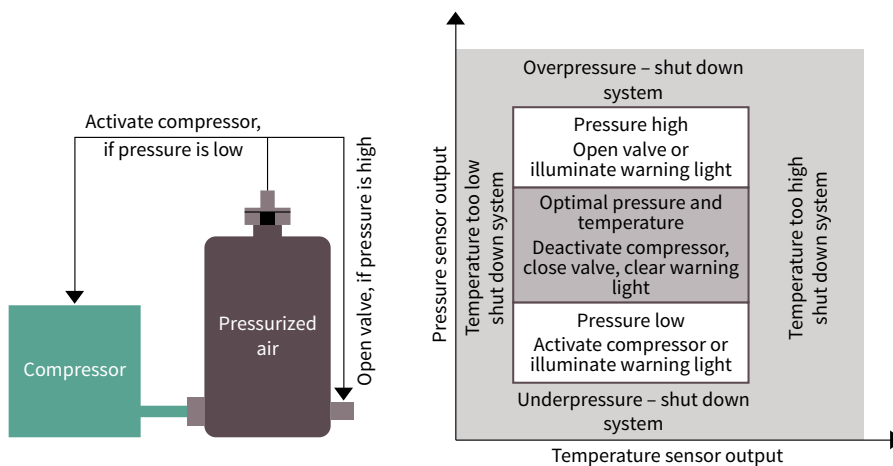 Activate compressor,
if pressure is low
Open valve, if pressure is high
Pressurized
air
Compressor
Pressure sensor output
Overpressure – shut down
system
Temperature too low
shut down system
Pressure high
Open valve or
illuminate warning light
Optimal pressure and
temperature
Deactivate compressor,
close valve, clear warning
light
Pressure low
Activate compressor or
illuminate warning light
Temperature too high
shut down system
Underpressure – shut down
system
Temperature sensor output